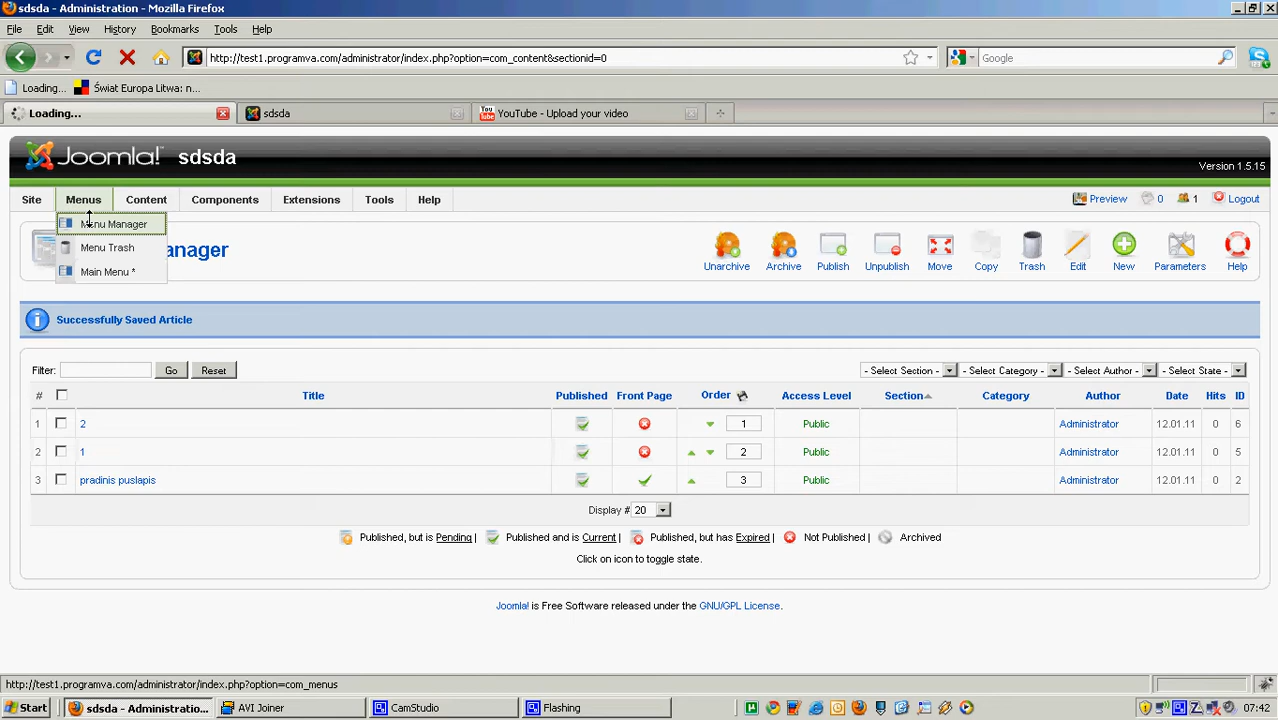 sdsda - Administration - Mozilla Firefox
File Edit View History Bookmarks Tools Help
http://test1.programva.com/administrator/index.php?option=com_content&sectionid=0
Google
Loading... Świat Europa Litwa: n...
Loading... sdsda YouTube - Upload your video
Joomla! sdsda
Version 1.5.15
Site Menus Content Components Extensions Tools Help Preview 0 1 Logout
Menu Manager
Menu Trash
Main Menu *
anager
Unarchive Archive Publish Unpublish Move Copy Trash Edit New Parameters Help
Successfully Saved Article
Filter: Go Reset - Select Section - - Select Category - - Select Author - - Select State -
# Title Published Front Page Order Access Level Section Category Author Date Hits ID
1 2 1 Public Administrator 12.01.11 0 6
2 1 2 Public Administrator 12.01.11 0 5
3 pradinis puslapis 3 Public Administrator 12.01.11 0 2
Display # 20
Published, but is Pending | Published and is Current | Published, but has Expired | Not Published | Archived
Click on icon to toggle state.
Joomla! is Free Software released under the GNU/GPL License.
http://test1.programva.com/administrator/index.php?option=com_menus
Start sdsda - Administratio... AVI Joiner CamStudio Flashing 07:42